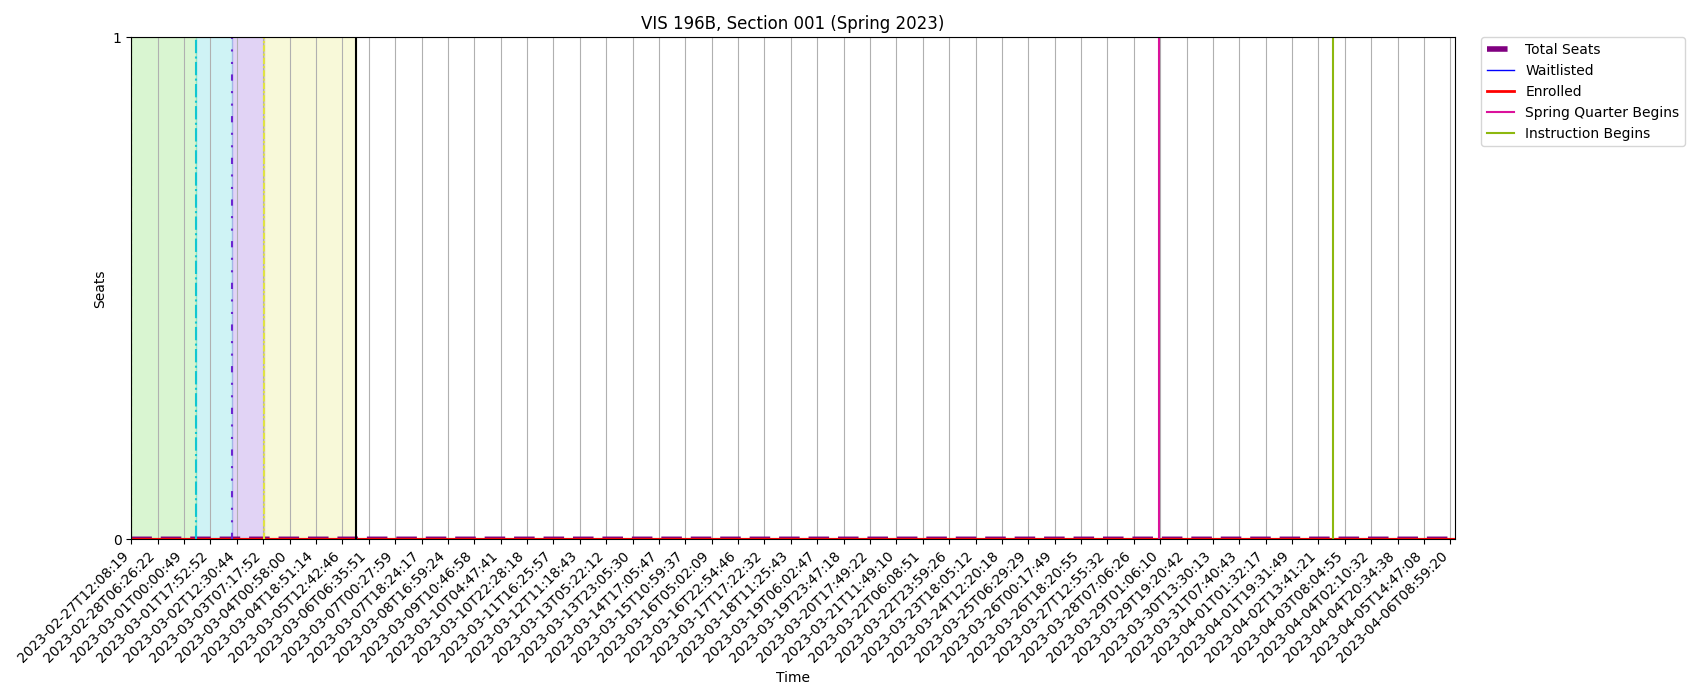 VIS 196B, Section 001 (Spring 2023)
1
0
Seats
Total Seats
Waitlisted
Enrolled
Spring Quarter Begins
Instruction Begins
2023-02-27T12:08:19
2023-02-28T06:26:22
2023-03-01T00:00:49
2023-03-01T17:52:52
2023-03-02T12:30:44
2023-03-03T07:17:52
2023-03-04T00:58:00
2023-03-04T18:51:14
2023-03-05T12:42:46
2023-03-06T06:35:51
2023-03-07T00:27:59
2023-03-07T18:24:17
2023-03-08T16:59:24
2023-03-09T10:46:58
2023-03-10T04:47:41
2023-03-10T22:28:18
2023-03-11T16:25:57
2023-03-12T11:18:43
2023-03-13T05:22:12
2023-03-13T23:05:30
2023-03-14T17:05:47
2023-03-15T10:59:37
2023-03-16T05:02:09
2023-03-16T22:54:46
2023-03-17T17:22:32
2023-03-18T11:25:43
2023-03-19T06:02:47
2023-03-19T23:47:18
2023-03-20T17:49:22
2023-03-21T11:49:10
2023-03-22T06:08:51
2023-03-22T23:59:26
2023-03-23T18:05:12
2023-03-24T12:20:18
2023-03-25T06:29:29
2023-03-26T00:17:49
2023-03-26T18:20:55
2023-03-27T12:55:32
2023-03-28T07:06:26
2023-03-29T01:06:10
2023-03-29T19:20:42
2023-03-30T13:30:13
2023-03-31T07:40:43
2023-04-01T01:32:17
2023-04-01T19:31:49
2023-04-02T13:41:21
2023-04-03T08:04:55
2023-04-04T02:10:32
2023-04-04T20:34:38
2023-04-05T14:47:08
2023-04-06T08:59:20
Time